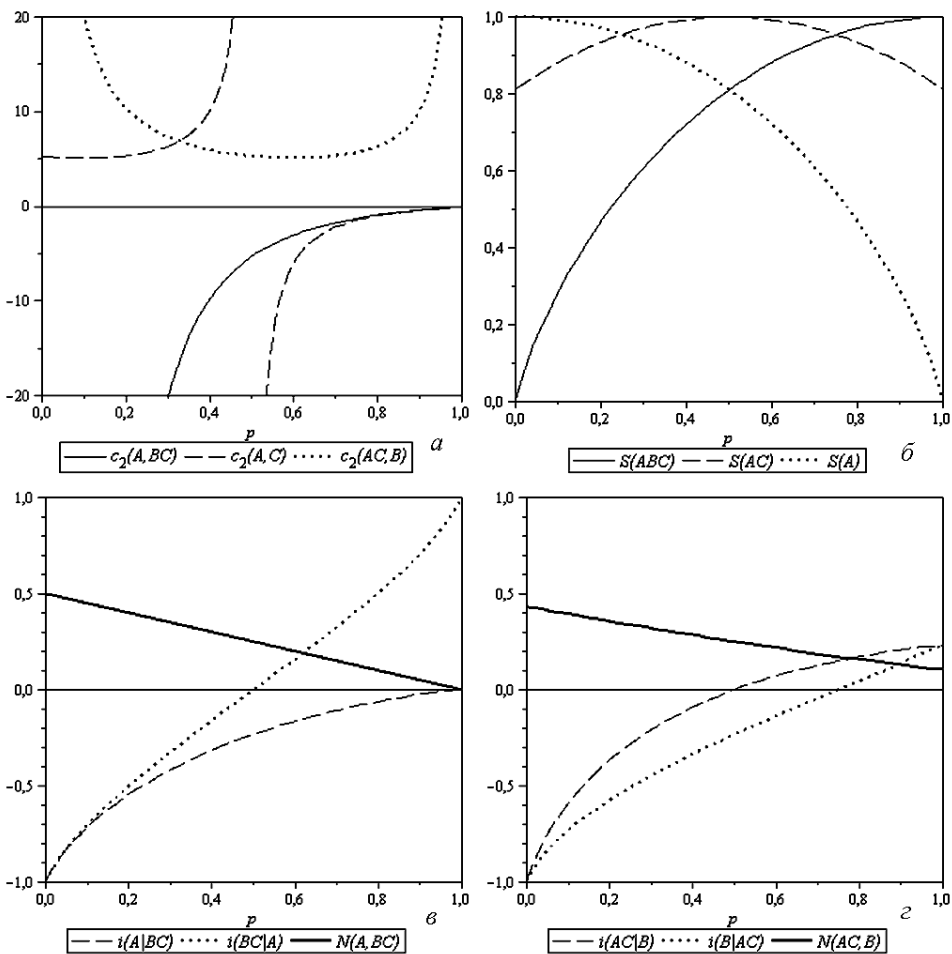 20
10
0
−10
−20
0,0 0,2 0,4 0,6 0,8 1,0
p
а
c₂(A,BC) c₂(A,C) c₂(AC,B)
1,0
0,8
0,6
0,4
0,2
0,0
0,0 0,2 0,4 0,6 0,8 1,0
p
б
S(ABC) S(AC) S(A)
1,0
0,5
0,0
−0,5
−1,0
0,0 0,2 0,4 0,6 0,8 1,0
p
в
i(A|BC) i(BC|A) N(A,BC)
1,0
0,5
0,0
−0,5
−1,0
0,0 0,2 0,4 0,6 0,8 1,0
p
г
i(AC|B) i(B|AC) N(AC,B)